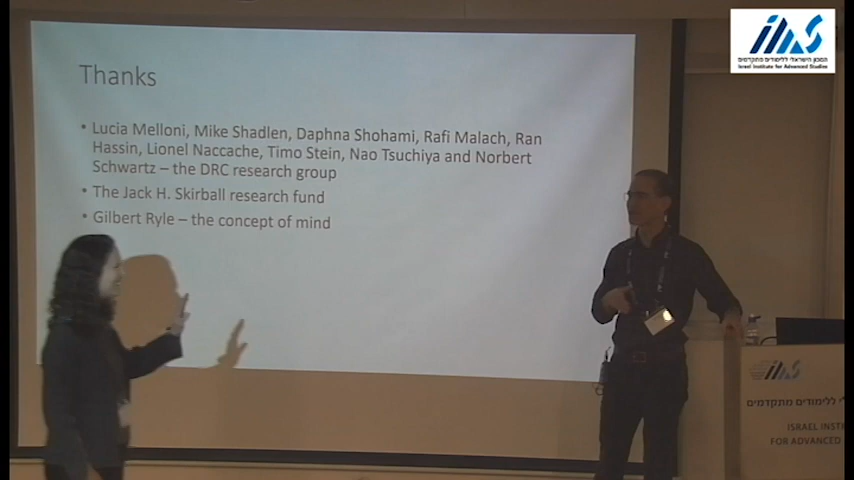 Thanks
• Lucia Melloni, Mike Shadlen, Daphna Shohami, Rafi Malach, Ran
Hassin, Lionel Naccache, Timo Stein, Nao Tsuchiya and Norbert
Schwartz – the DRC research group
• The Jack H. Skirball research fund
• Gilbert Ryle – the concept of mind
המכון הישראלי ללימודים מתקדמים
Israel Institute for Advanced Studies
ללימודים מתקדמים
ISRAEL INSTI
FOR ADVANCED